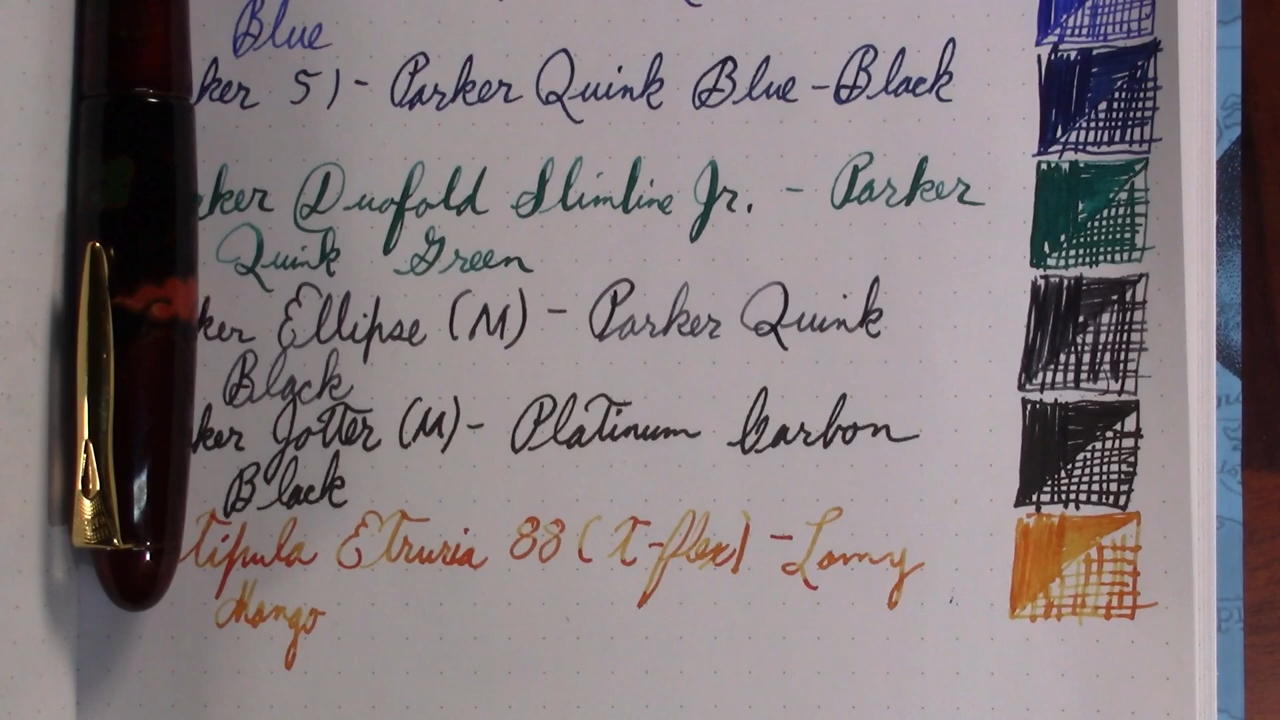 Blue
ker 51 - Parker Quink Blue-Black
rker Duofold Slimline Jr. - Parker
Quink Green
ker Ellipse (M) - Parker Quink
Black
ker Jotter (M) - Platinum Carbon
Black
tipula Etruria 88 (T-flex) - Lamy
Mango